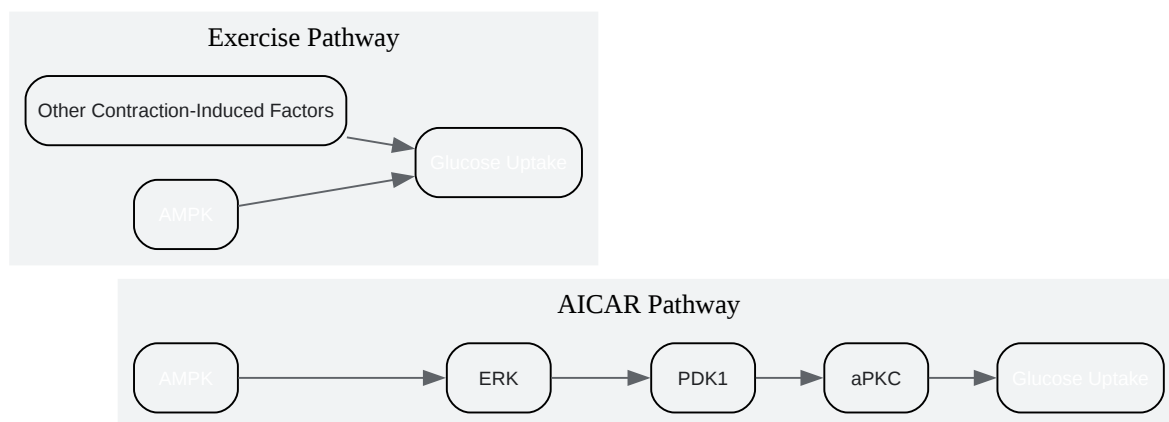 Exercise Pathway
Other Contraction-Induced Factors
Glucose Uptake
AMPK
AICAR Pathway
AMPK
ERK
PDK1
aPKC
Glucose Uptake